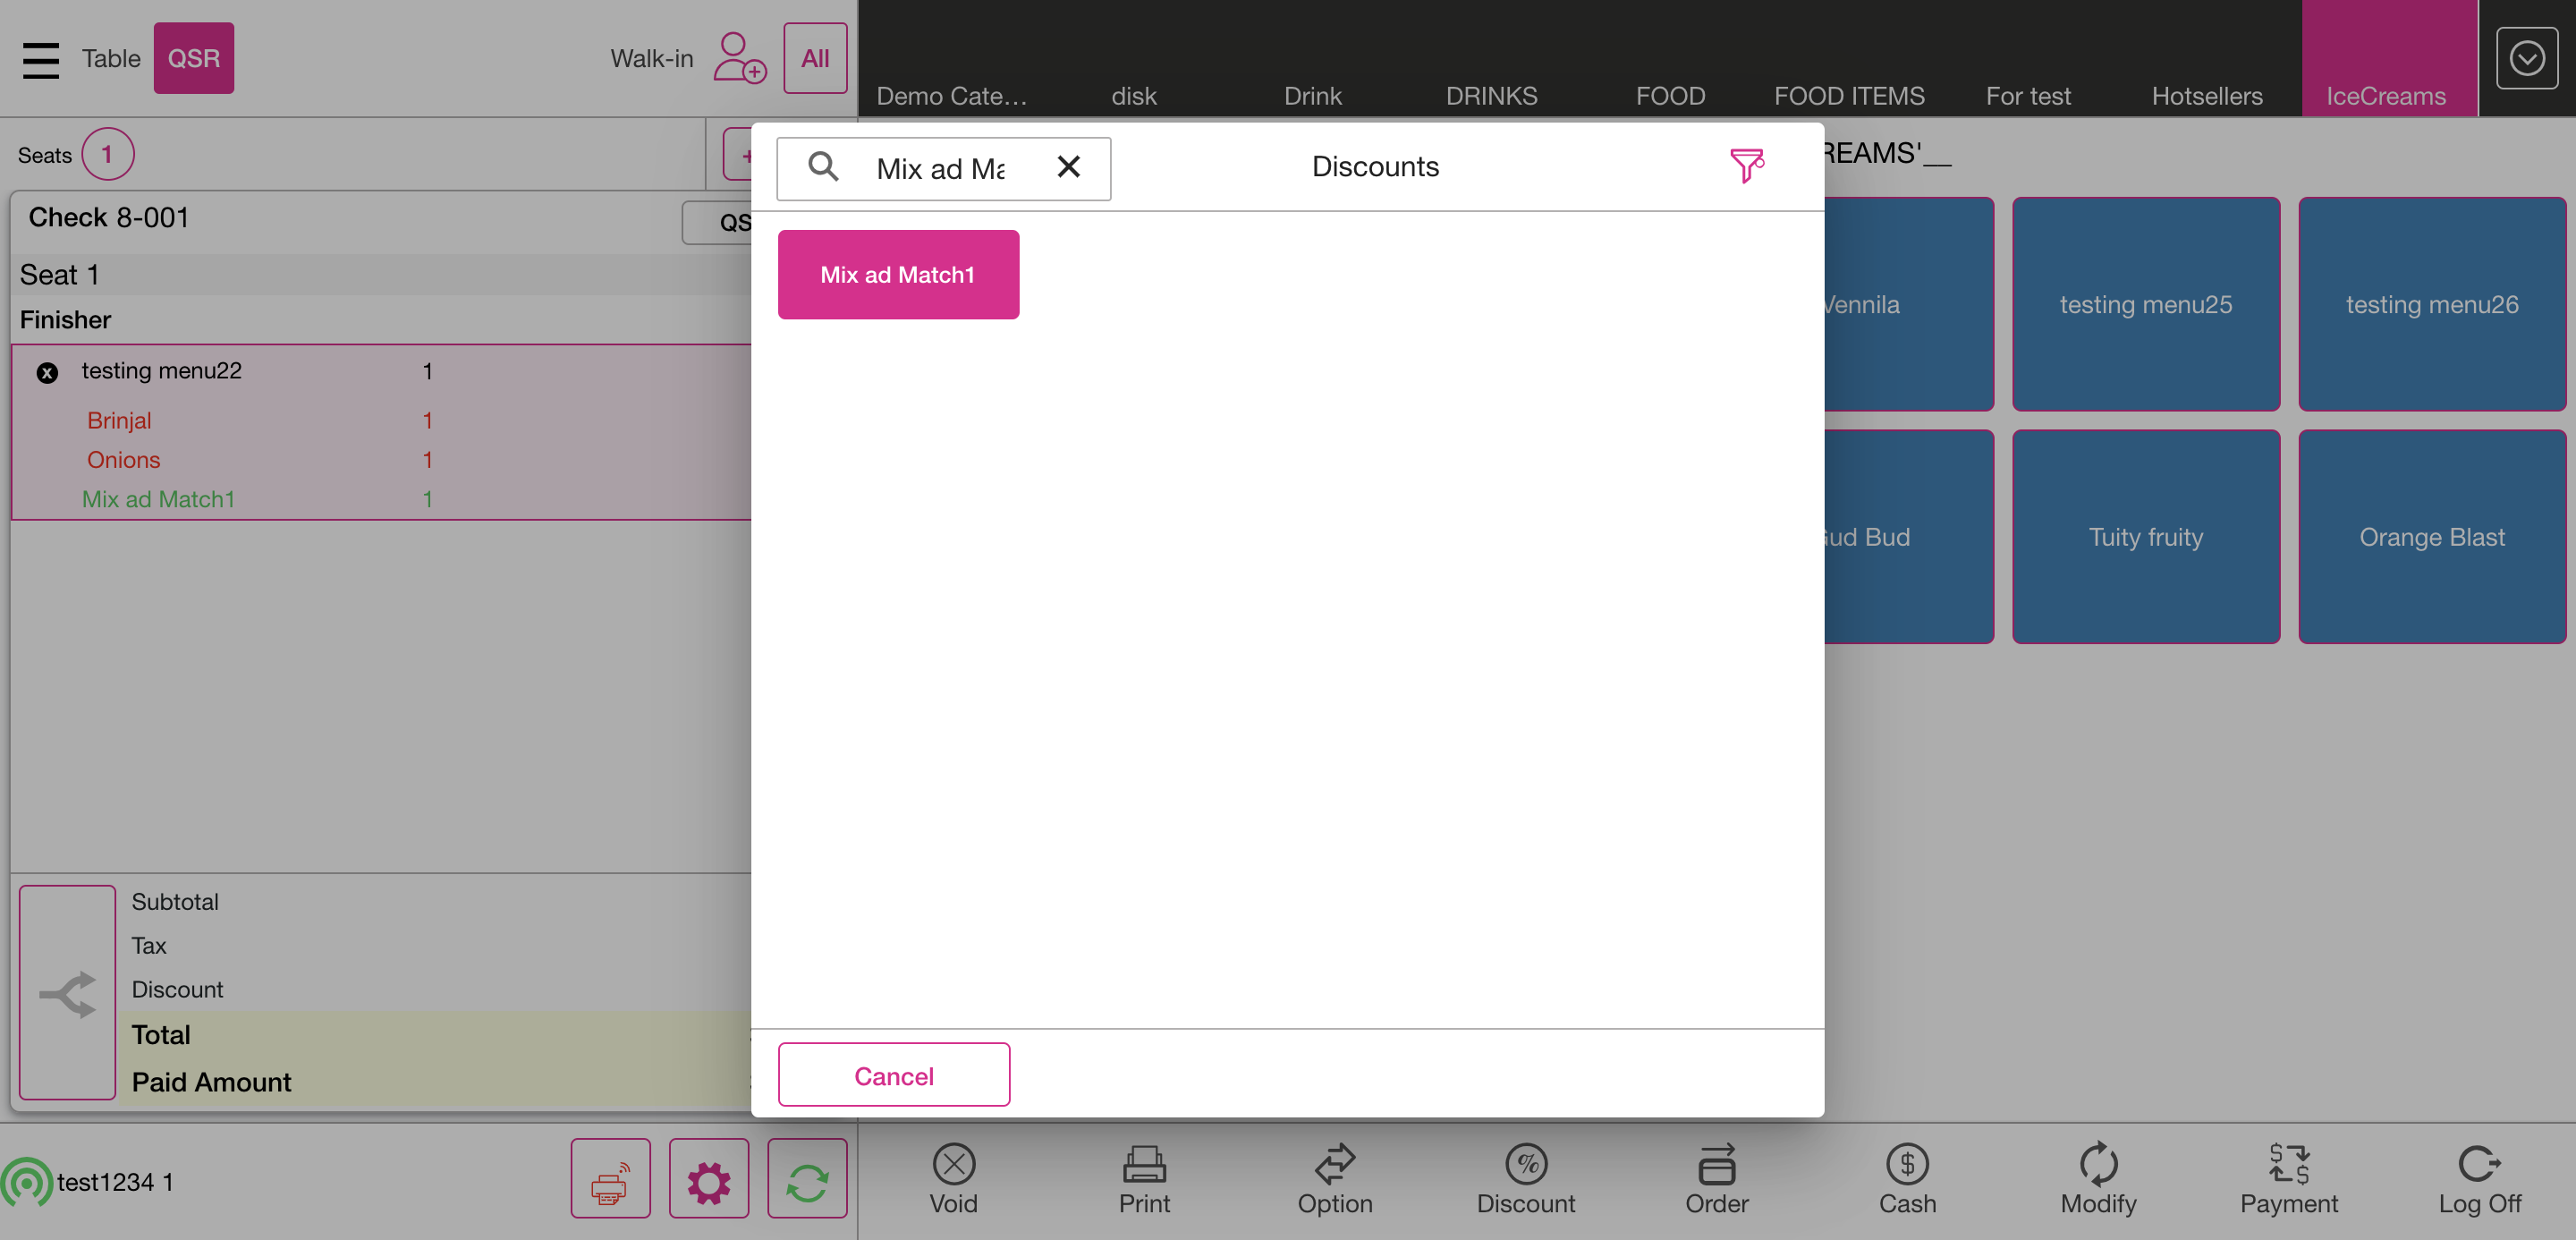 Table QSR Walk-in All
Demo Cate... disk Drink DRINKS FOOD FOOD ITEMS For test Hotsellers IceCreams
Seats 1 +
Mix ad Ma
Discounts
REAMS'__
Check 8-001 QS
Seat 1
Finisher
testing menu22 1
Brinjal 1
Onions 1
Mix ad Match1 1
Mix ad Match1
Vennila testing menu25 testing menu26
ud Bud Tuity fruity Orange Blast
Subtotal
Tax
Discount
Total
Paid Amount
Cancel
test1234 1
Void Print Option Discount Order Cash Modify Payment Log Off